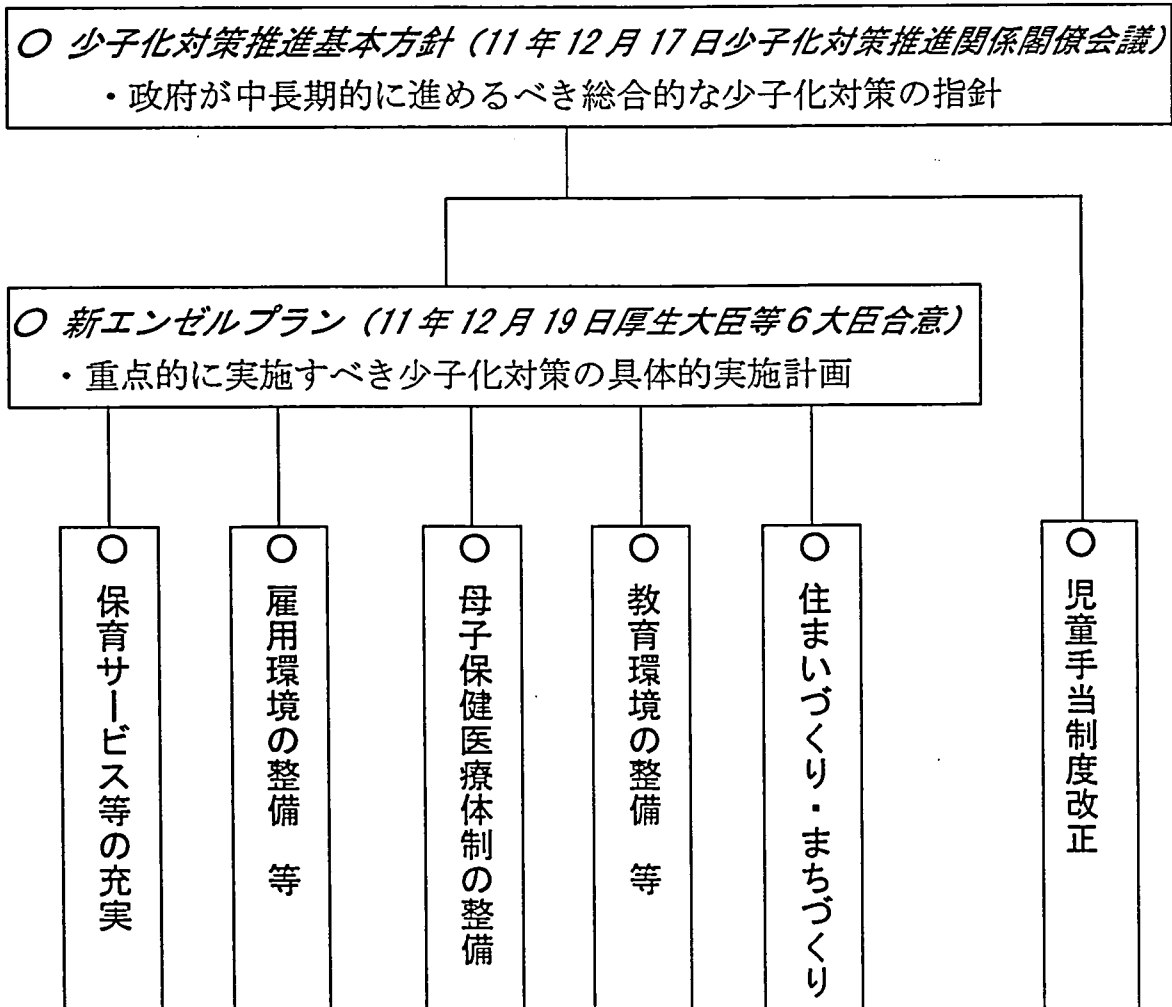 ○ 少子化対策推進基本方針（11年12月17日少子化対策推進関係閣僚会議）
・政府が中長期的に進めるべき総合的な少子化対策の指針
○ 新エンゼルプラン（11年12月19日厚生大臣等6大臣合意）
・重点的に実施すべき少子化対策の具体的実施計画
○ 保育サービス等の充実
○ 雇用環境の整備 等
○ 母子保健医療体制の整備
○ 教育環境の整備 等
○ 住まいづくり・まちづくり
○ 児童手当制度改正